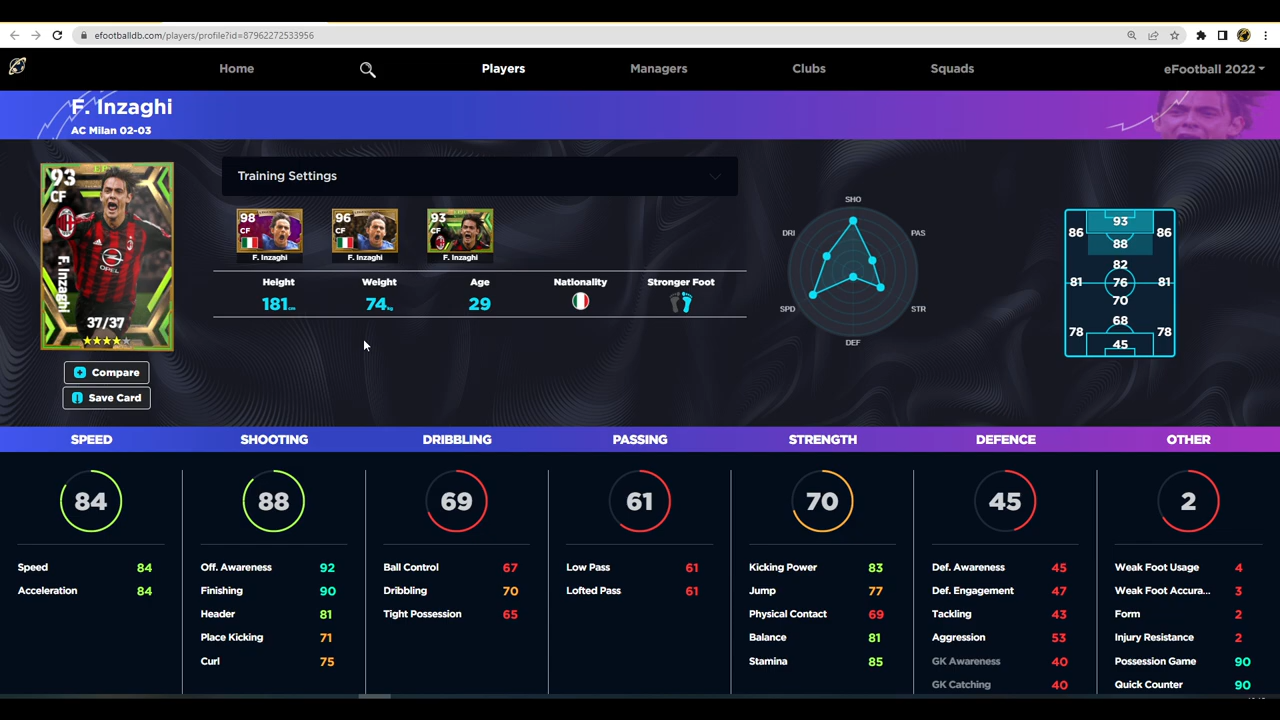 efootballdb.com/players/profile?id=87962272533956
Home Players Managers Clubs Squads eFootball 2022
F. Inzaghi
AC Milan 02-03
93
CF
OPEL
F. Inzaghi
37/37
Compare
Save Card
Training Settings
98 CF F. Inzaghi
96 CF F. Inzaghi
93 CF F. Inzaghi
Height Weight Age Nationality Stronger Foot
181cm 74kg 29
SHO
DRI PAS
SPD STR
DEF
93
86 88 86
82
81 76 81
70
68
78 78
45
SPEED SHOOTING DRIBBLING PASSING STRENGTH DEFENCE OTHER
84 88 69 61 70 45 2
Speed 84
Acceleration 84
Off. Awareness 92
Finishing 90
Header 81
Place Kicking 71
Curl 75
Ball Control 67
Dribbling 70
Tight Possession 65
Low Pass 61
Lofted Pass 61
Kicking Power 83
Jump 77
Physical Contact 69
Balance 81
Stamina 85
Def. Awareness 45
Def. Engagement 47
Tackling 43
Aggression 53
GK Awareness 40
GK Catching 40
Weak Foot Usage 4
Weak Foot Accura... 3
Form 2
Injury Resistance 2
Possession Game 90
Quick Counter 90